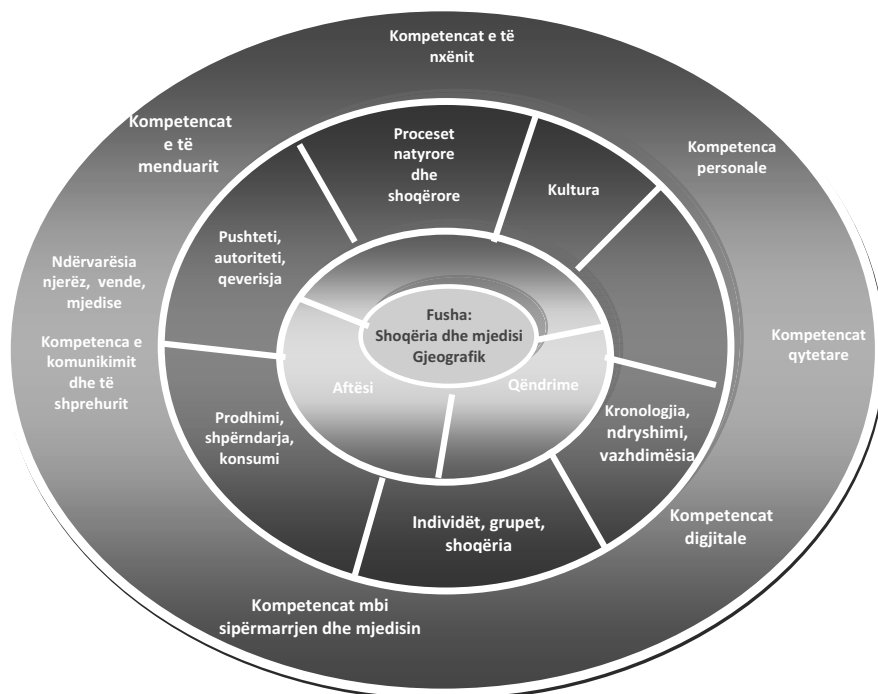 Kompetencat e të
nxënit
Kompetencat
e të
menduarit
Proceset
natyrore
dhe
shoqërore
Kultura
Kompetenca
personale
Pushteti,
autoriteti,
qeverisja
Ndërvarësia
njerëz, vende,
mjedise
Fusha:
Shoqëria dhe mjedisi
Gjeografik
Kompetenca e
komunikimit
dhe të
shprehurit
Kompetencat
qytetare
Aftësi
Qëndrime
Prodhimi,
shpërndarja,
konsumi
Kronologjia,
ndryshimi,
vazhdimësia
Individët, grupet,
shoqëria
Kompetencat
digjitale
Kompetencat mbi
sipërmarrjen dhe mjedisin